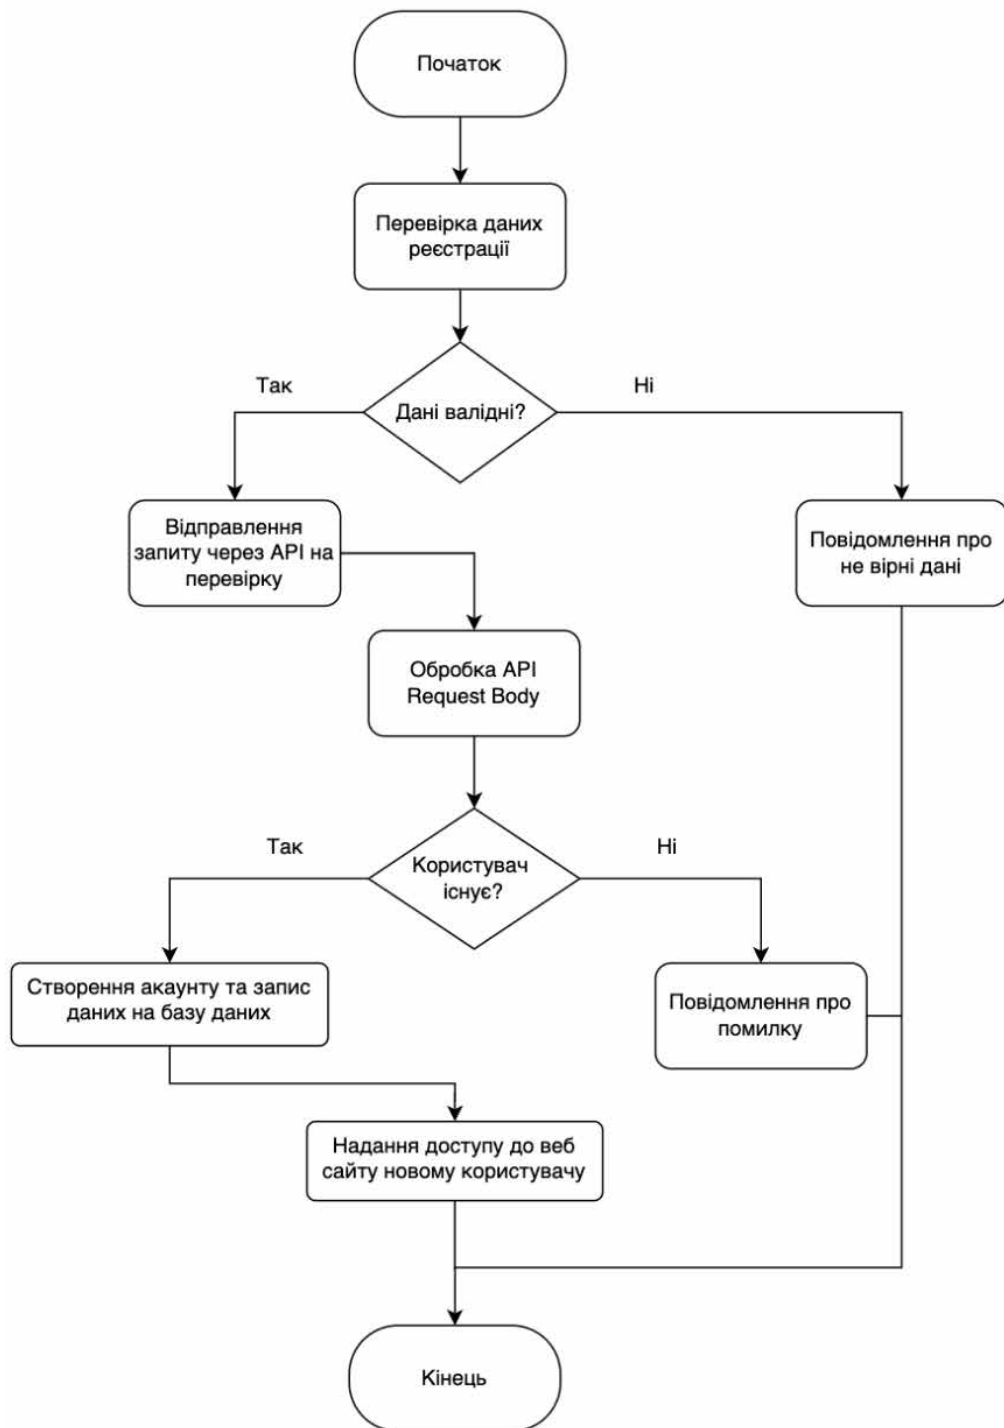 Початок
Перевірка даних
реєстрації
Так
Ні
Дані валідні?
Відправлення
запиту через API на
перевірку
Повідомлення про
не вірні дані
Обробка API
Request Body
Так
Ні
Користувач
існує?
Створення акаунту та запис
даних на базу даних
Повідомлення про
помилку
Надання доступу до веб
сайту новому користувачу
Кінець